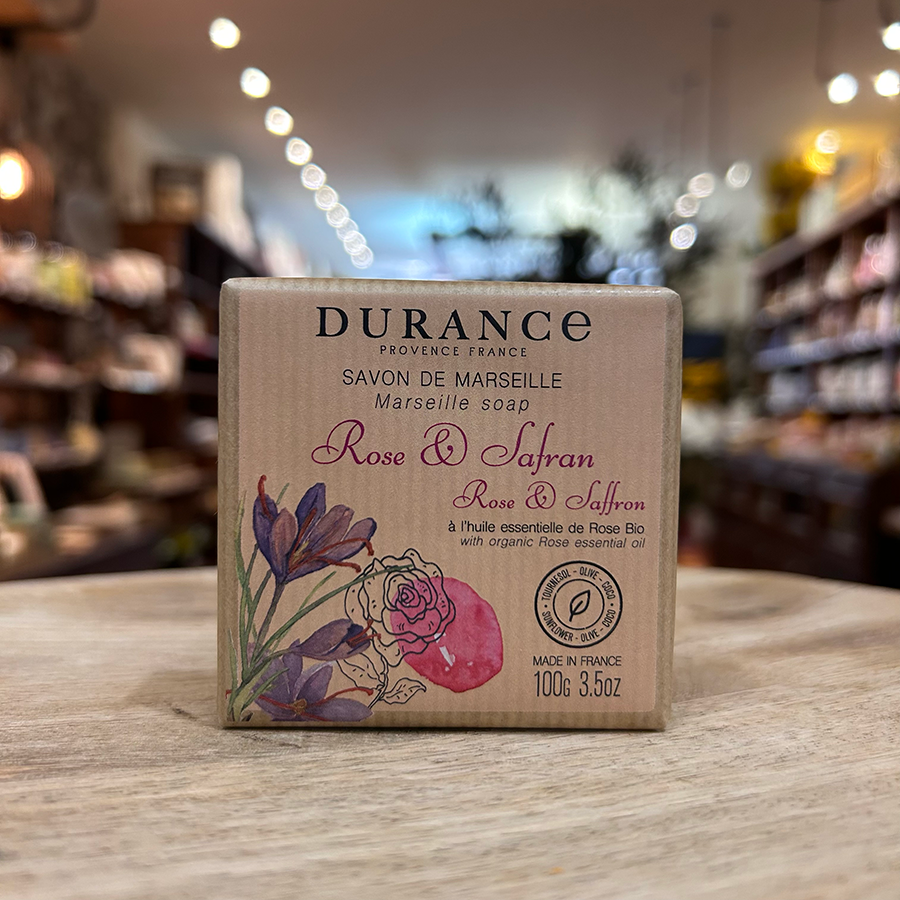 DURANCE
PROVENCE FRANCE
SAVON DE MARSEILLE
Marseille soap
Rose & Safran
Rose & Saffron
à l'huile essentielle de Rose Bio
with organic Rose essential oil
• TOURNESOL - OLIVE - COCO •
SUNFLOWER - OLIVE - COCO
MADE IN FRANCE
100G 3.5OZ